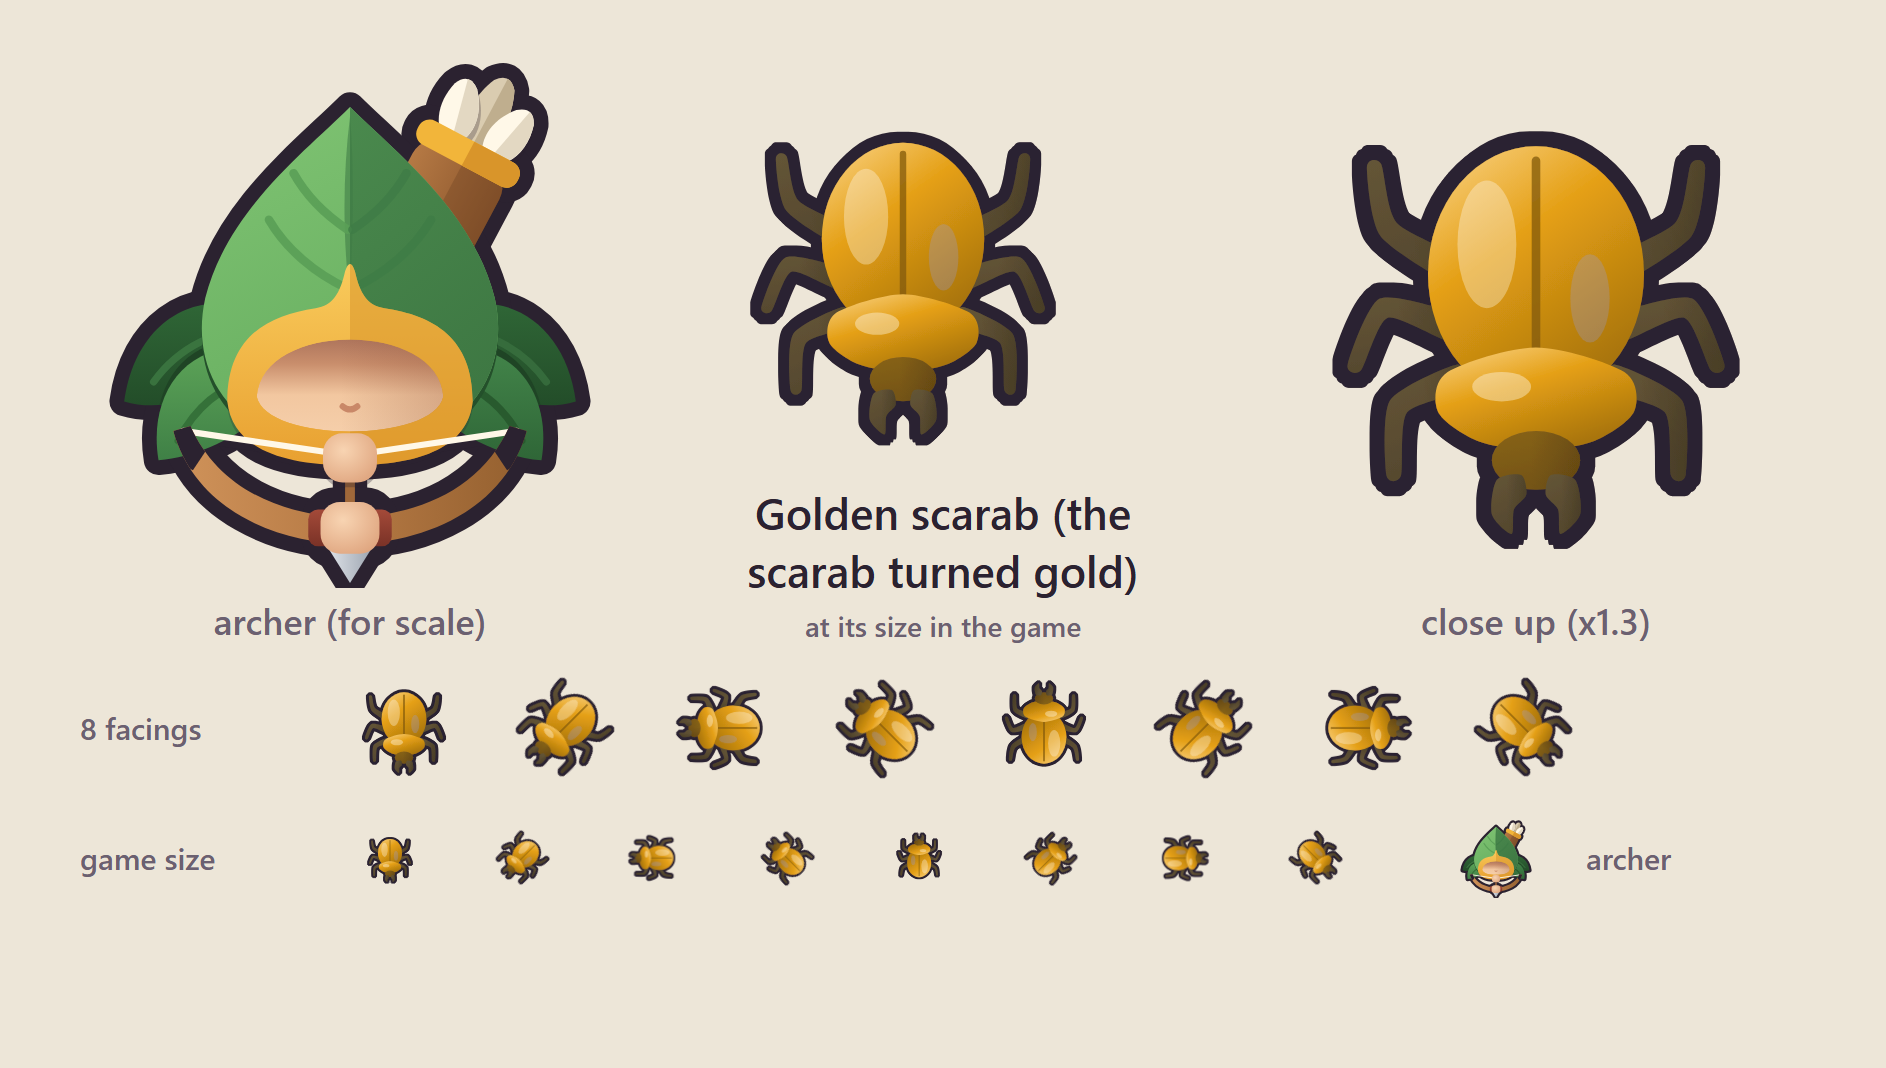 Golden scarab (the
scarab turned gold)
archer (for scale)
at its size in the game
close up (x1.3)
8 facings
game size
archer